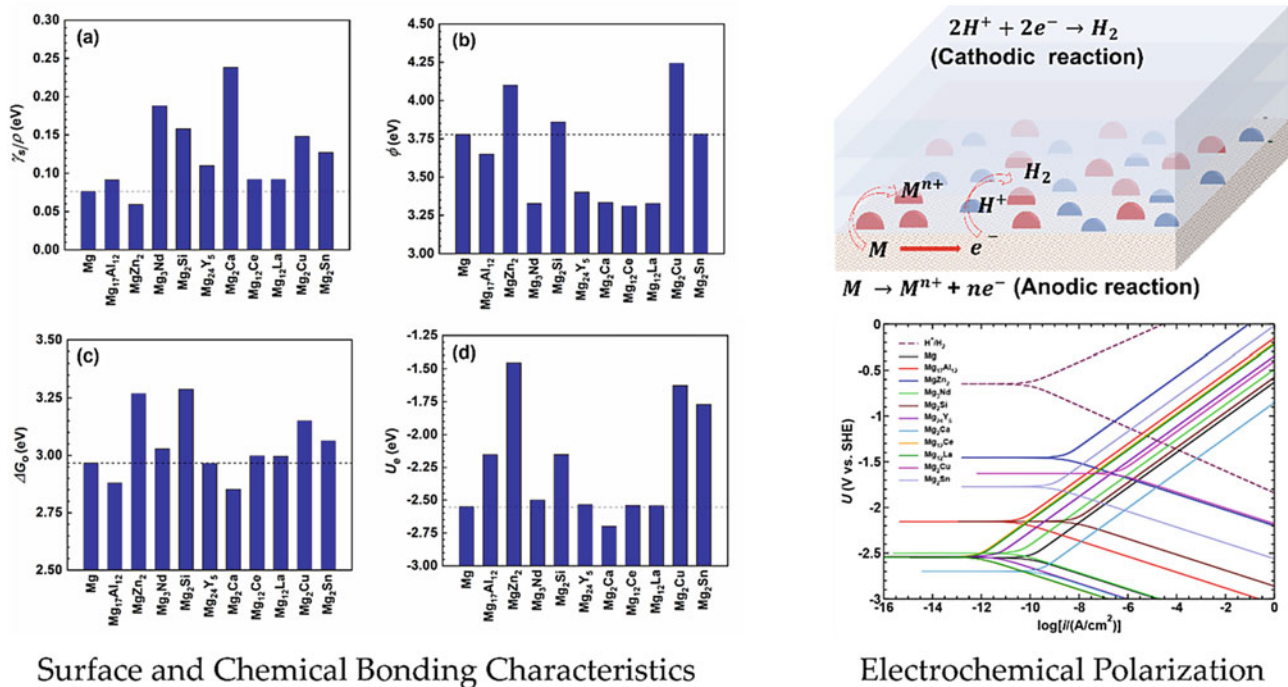 (a)
γs/ρ (eV)
0.30
0.25
0.20
0.15
0.10
0.05
0.00
Mg
Mg17Al12
MgZn2
Mg3Nd
Mg2Si
Mg24Y5
Mg2Ca
Mg12Ce
Mg12La
Mg2Cu
Mg2Sn
(b)
ϕ (eV)
4.50
4.25
4.00
3.75
3.50
3.25
3.00
Mg
Mg17Al12
MgZn2
Mg3Nd
Mg2Si
Mg24Y5
Mg2Ca
Mg12Ce
Mg12La
Mg2Cu
Mg2Sn
2H⁺ + 2e⁻ → H₂
(Cathodic reaction)
Mⁿ⁺
H₂
H⁺
M
e⁻
M → Mⁿ⁺ + ne⁻ (Anodic reaction)
(c)
ΔGo (eV)
3.50
3.25
3.00
2.75
2.50
Mg
Mg17Al12
MgZn2
Mg3Nd
Mg2Si
Mg24Y5
Mg2Ca
Mg12Ce
Mg12La
Mg2Cu
Mg2Sn
(d)
Ue (eV)
-1.25
-1.50
-1.75
-2.00
-2.25
-2.50
-2.75
-3.00
Mg
Mg17Al12
MgZn2
Mg3Nd
Mg2Si
Mg24Y5
Mg2Ca
Mg12Ce
Mg12La
Mg2Cu
Mg2Sn
U (V vs. SHE)
0
-0.5
-1
-1.5
-2
-2.5
-3
H⁺/H₂
Mg
Mg17Al12
MgZn2
Mg3Nd
Mg2Si
Mg24Y5
Mg2Ca
Mg12Ce
Mg12La
Mg2Cu
Mg2Sn
-16 -14 -12 -10 -8 -6 -4 -2 0
log[i/(A/cm²)]
Surface and Chemical Bonding Characteristics
Electrochemical Polarization